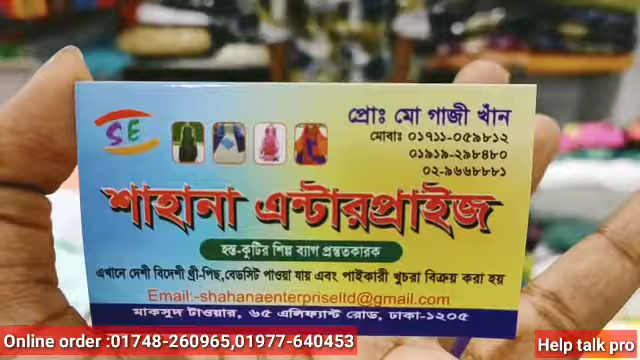 SE
প্রোঃ মো গাজী খাঁন
মোবাঃ ০১৭১১-০৫৯৮১২
০১৯১৯-২৯৮৪৮০
০২-৯৬৬৮৮৮১
শাহানা এন্টারপ্রাইজ
হস্ত-কুটির শিল্প ব্যাগ প্রস্তুতকারক
এখানে দেশী বিদেশী থ্রী-পিছ,বেডসিট পাওয়া যায় এবং পাইকারী খুচরা বিক্রয় করা হয়
Email:-shahanaenterpriseltd@gmail.com
মাকসুদ টাওয়ার, ৬৫ এলিফ্যান্ট রোড, ঢাকা-১২০৫
Online order :01748-260965,01977-640453
Help talk pro